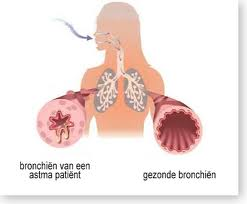 bronchiën van een
astma patiënt
gezonde bronchiën